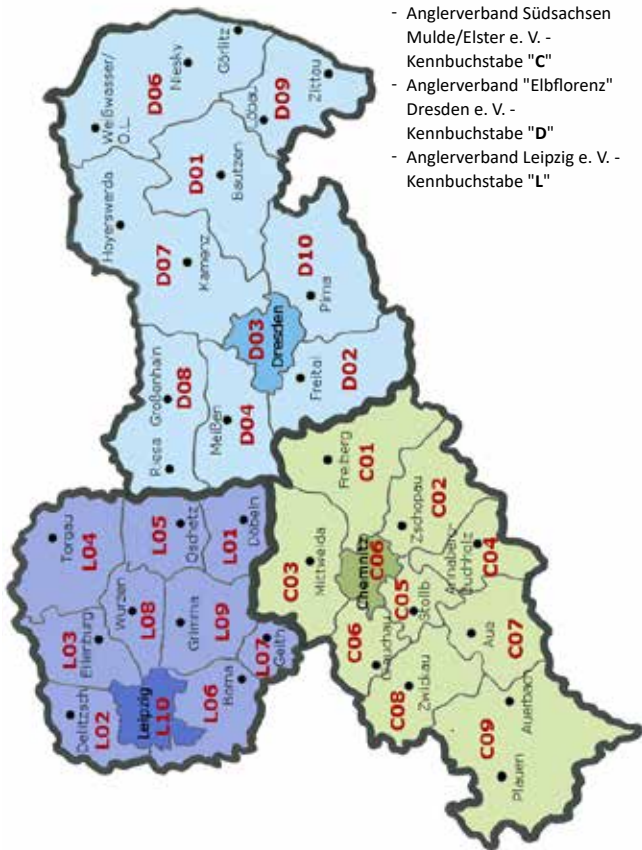 - Anglerverband Südsachsen
Mulde/Elster e. V. -
Kennbuchstabe "C"
- Anglerverband "Elbflorenz"
Dresden e. V. -
Kennbuchstabe "D"
- Anglerverband Leipzig e. V. -
Kennbuchstabe "L"
Delitzsch
L02
L03
Eilenburg
Torgau
L04
Leipzig
L10
Wurzen
L08
L05
Oschetz
Grimma
L09
L06
Borna
L07
Geith
L01
Döbeln
Riesa
Großenhain
D08
Meißen
D04
Hoyerswerda
D07
Kamenz
Weißwasser/
O.L.
D06
Niesky
D01
Bautzen
Görlitz
Löbau
D09
Zittau
D03
Dresden
D10
Pirna
Freital
D02
C03
Mittweida
Freiberg
C01
Chemnitz
C06
C06
Glauchau
C05
Stollb.
Zschopau
C02
Annaberg-
Buchholz
C04
C08
Zwickau
Aue
C07
C09
Plauen
Auerbach